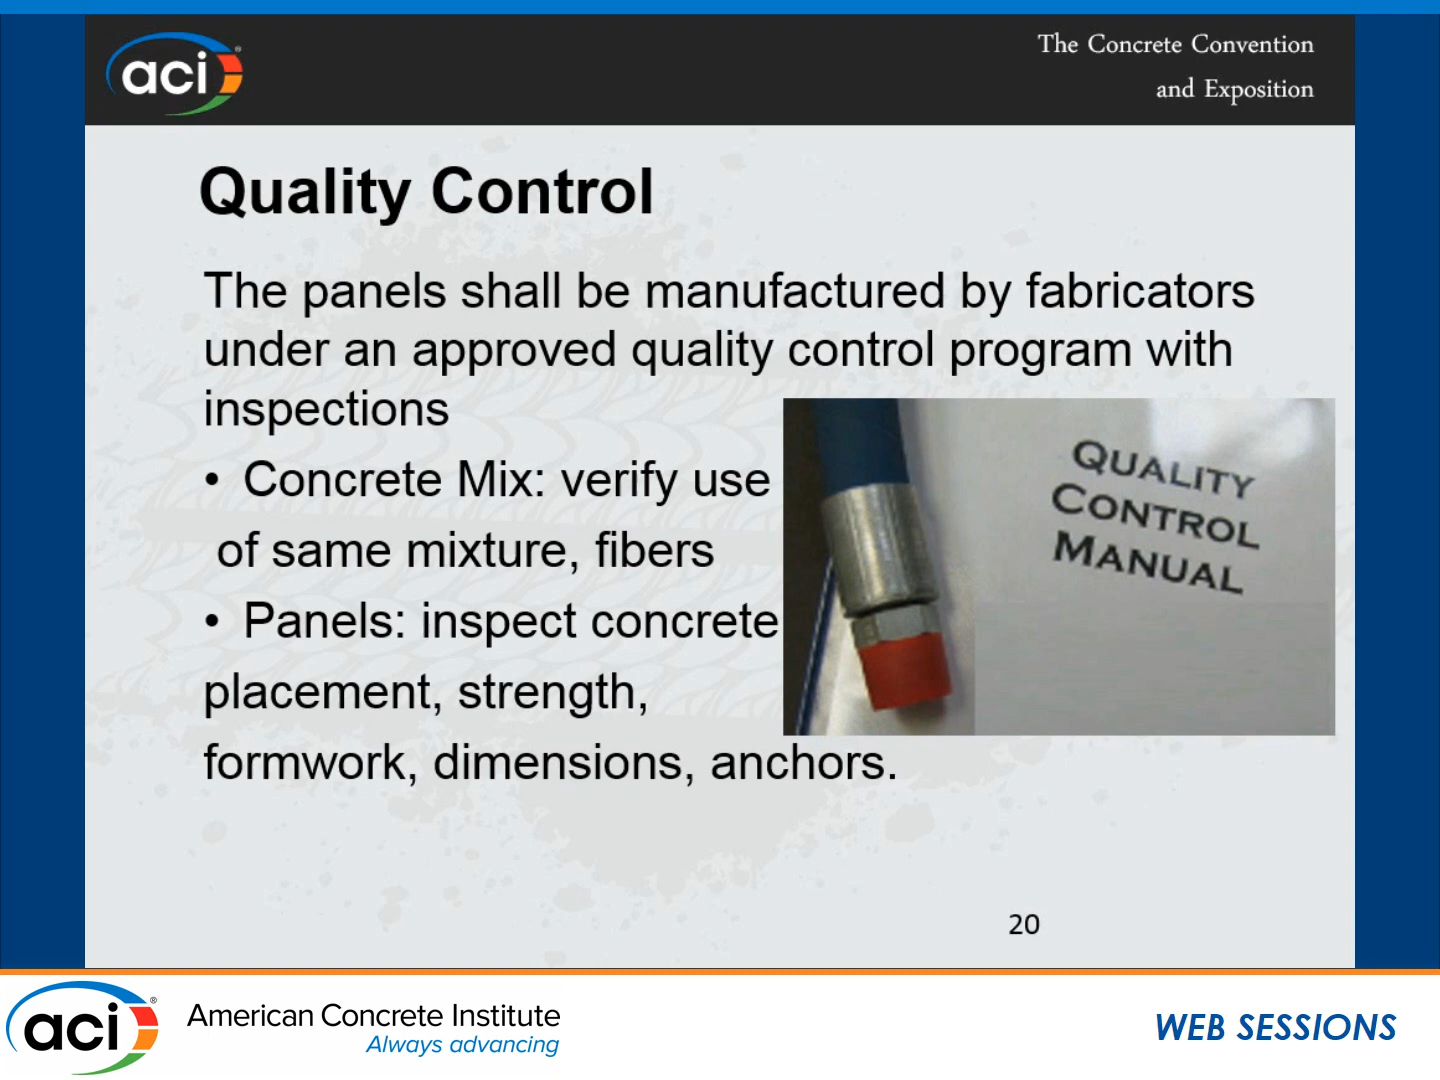 aci
The Concrete Convention
and Exposition
Quality Control
The panels shall be manufactured by fabricators
under an approved quality control program with
inspections
• Concrete Mix: verify use
of same mixture, fibers
• Panels: inspect concrete
placement, strength,
formwork, dimensions, anchors.
QUALITY
CONTROL
MANUAL
20
aci
American Concrete Institute
Always advancing
WEB SESSIONS